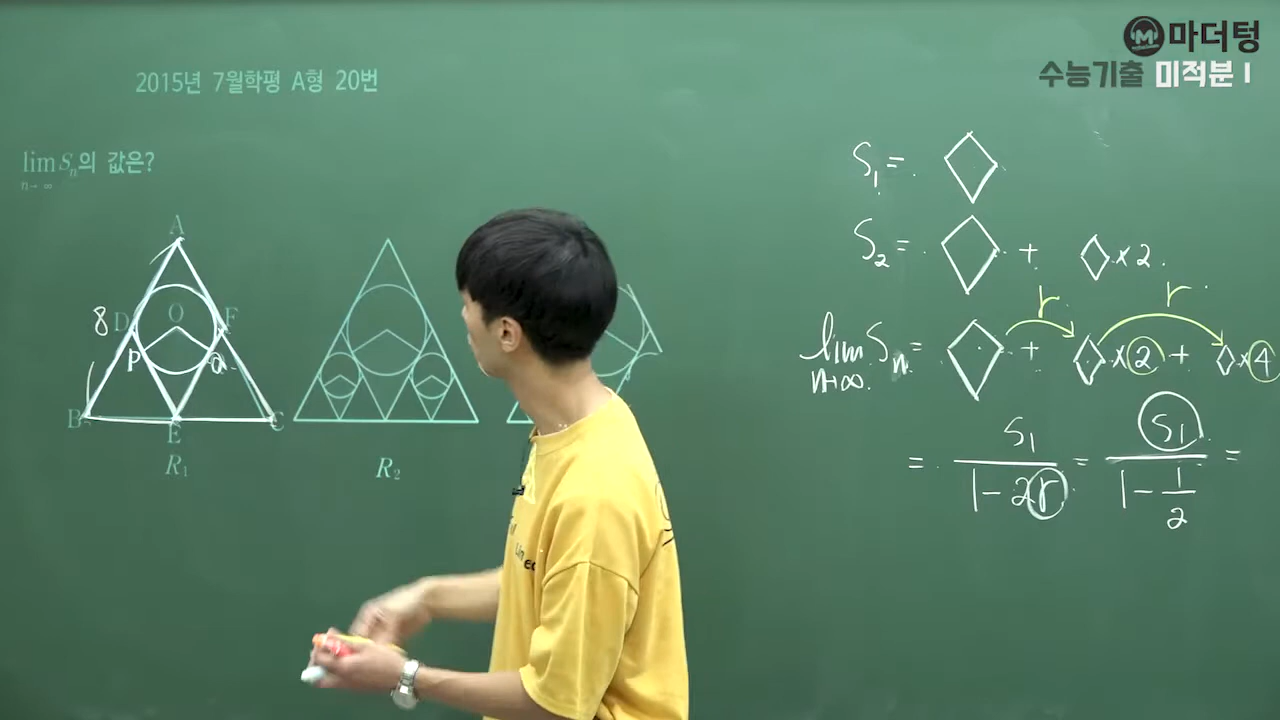 마더텅
수능기출 미적분 I
2015년 7월학평 A형 20번
lim Sₙ의 값은?
n→∞
A
8 D O F
P Q
B E C
R₁ R₂
S₁ =
S₂ = + ×2
r r
lim Sₙ = + ×2 + ×4
n→∞
= S₁ / (1-2r) = S₁ / (1-1/2) =